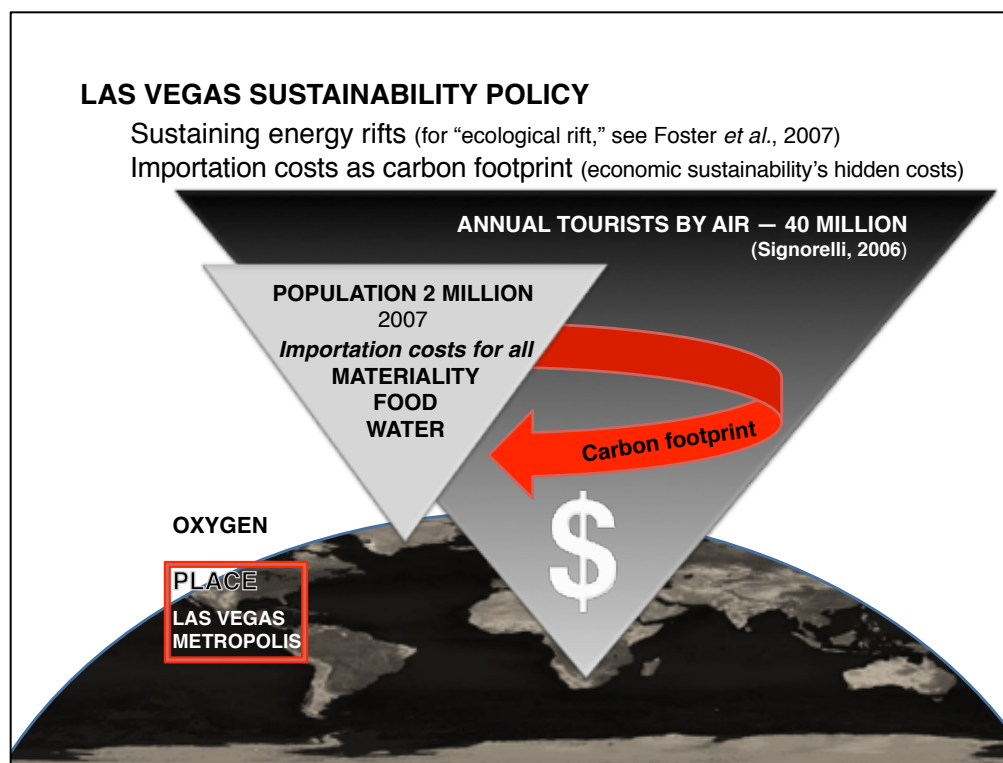 LAS VEGAS SUSTAINABILITY POLICY
Sustaining energy rifts (for “ecological rift,” see Foster et al., 2007)
Importation costs as carbon footprint (economic sustainability’s hidden costs)
ANNUAL TOURISTS BY AIR — 40 MILLION
(Signorelli, 2006)
POPULATION 2 MILLION
2007
Importation costs for all
MATERIALITY
FOOD
WATER
Carbon footprint
$
OXYGEN
PLACE
LAS VEGAS
METROPOLIS